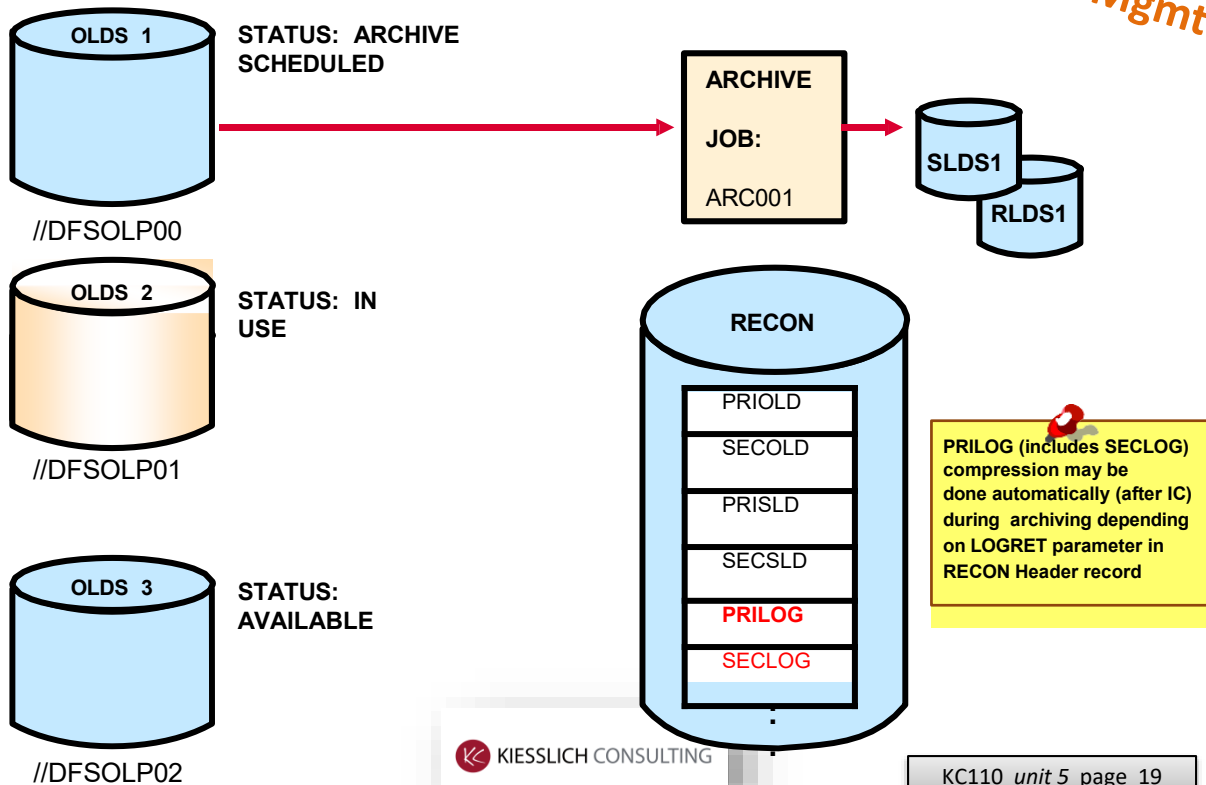 Mgmt
OLDS 1
STATUS: ARCHIVE
SCHEDULED
//DFSOLP00
ARCHIVE
JOB:
ARC001
SLDS1
RLDS1
OLDS 2
STATUS: IN
USE
//DFSOLP01
RECON
PRIOLD
SECOLD
PRISLD
SECSLD
PRILOG
SECLOG
PRILOG (includes SECLOG)
compression may be
done automatically (after IC)
during archiving depending
on LOGRET parameter in
RECON Header record
OLDS 3
STATUS:
AVAILABLE
//DFSOLP02
KC KIESSLICH CONSULTING
KC110 unit 5 page 19